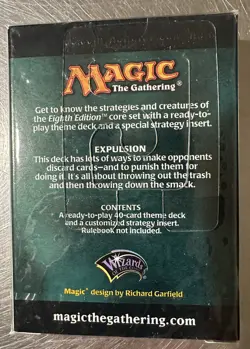 MAGIC
The Gathering®
Get to know the strategies and creatures of
the Eighth Edition™ core set with a ready-to-
play theme deck and a special strategy insert.
EXPULSION
This deck has lots of ways to make opponents
discard cards—and to punish them for
doing it. It's all about throwing out the trash
and then throwing down the smack.
CONTENTS
A ready-to-play 40-card theme deck
and a customized strategy insert.
Rulebook not included.
Wizards
OF THE COAST
Magic® design by Richard Garfield
magicthegathering.com